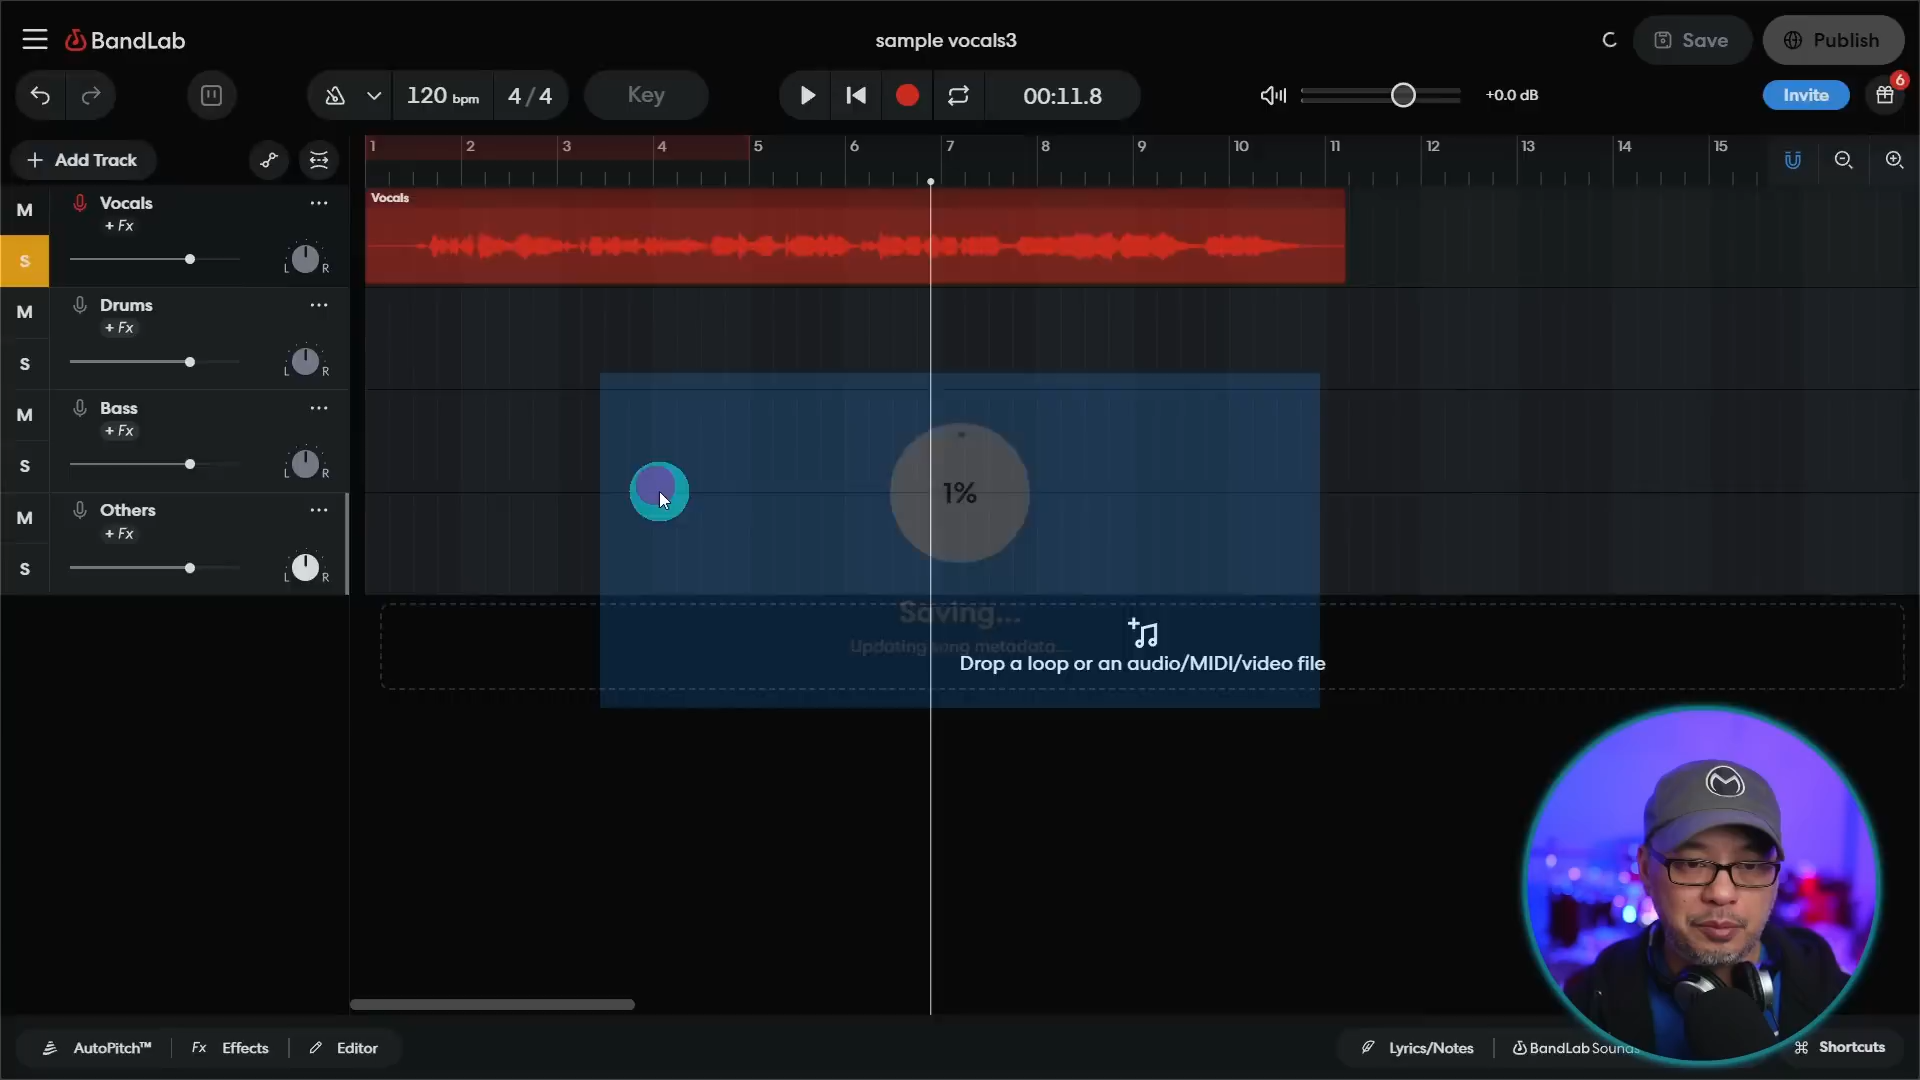 BandLab
sample vocals3
Save
Publish
120 bpm
4 / 4
Key
00:11.8
+0.0 dB
Invite
6
Add Track
1 2 3 4 5 6 7 8 9 10 11 12 13 14 15
M
Vocals
+ Fx
S
L R
Vocals
M
Drums
+ Fx
S
L R
M
Bass
+ Fx
S
L R
M
Others
+ Fx
S
L R
1%
Saving...
Updating song metadata...
Drop a loop or an audio/MIDI/video file
AutoPitch™
Fx Effects
Editor
Lyrics/Notes
BandLab Sounds
Shortcuts